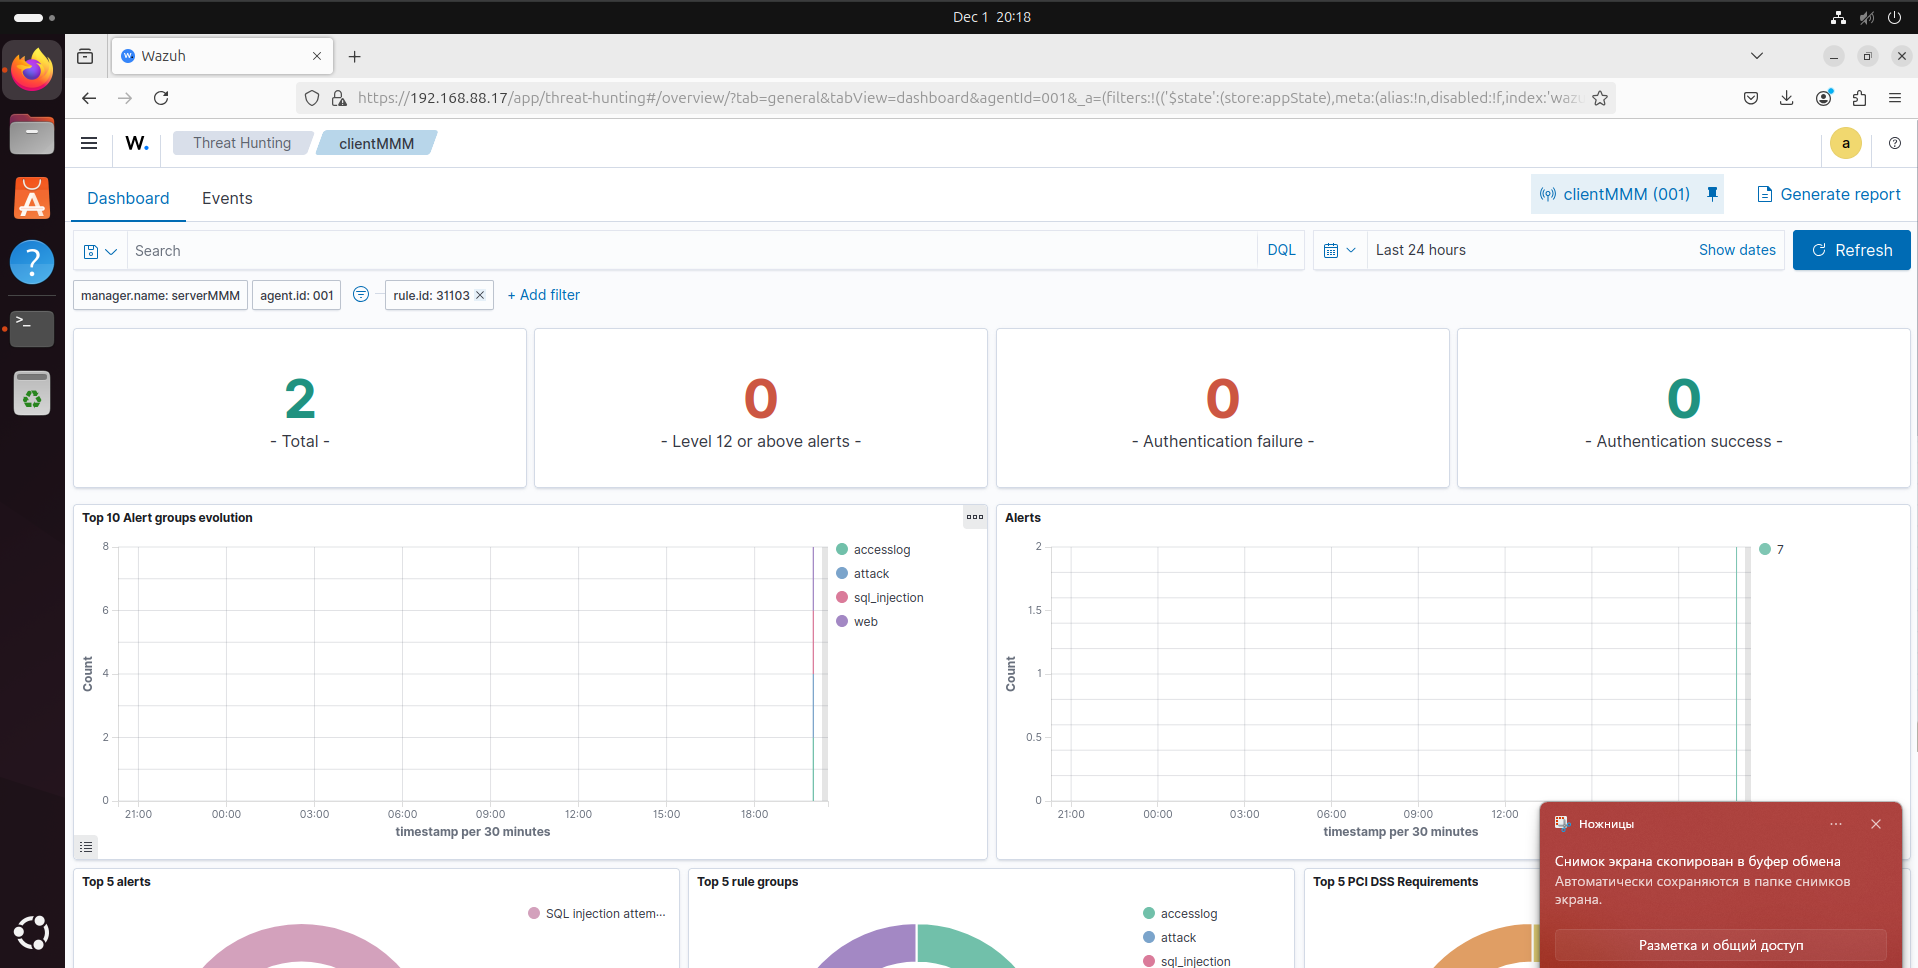 Dec 1 20:18
Wazuh
https://192.168.88.17/app/threat-hunting#/overview/?tab=general&tabView=dashboard&agentId=001&_a=(filters:!(('$state':(store:appState),meta:(alias:!n,disabled:!f,index:'wazu
W.
Threat Hunting
clientMMM
a
Dashboard
Events
clientMMM (001)
Generate report
Search
DQL
Last 24 hours
Show dates
Refresh
manager.name: serverMMM
agent.id: 001
rule.id: 31103
+ Add filter
2
- Total -
0
- Level 12 or above alerts -
0
- Authentication failure -
0
- Authentication success -
Top 10 Alert groups evolution
8
6
4
2
0
Count
21:00 00:00 03:00 06:00 09:00 12:00 15:00 18:00
timestamp per 30 minutes
accesslog
attack
sql_injection
web
Alerts
2
1.5
1
0.5
0
Count
21:00 00:00 03:00 06:00 09:00 12:00
timestamp per 30 minutes
7
Top 5 alerts
SQL injection attem...
Top 5 rule groups
accesslog
attack
sql_injection
Top 5 PCI DSS Requirements
Ножницы
Снимок экрана скопирован в буфер обмена
Автоматически сохраняются в папке снимков
экрана.
Разметка и общий доступ